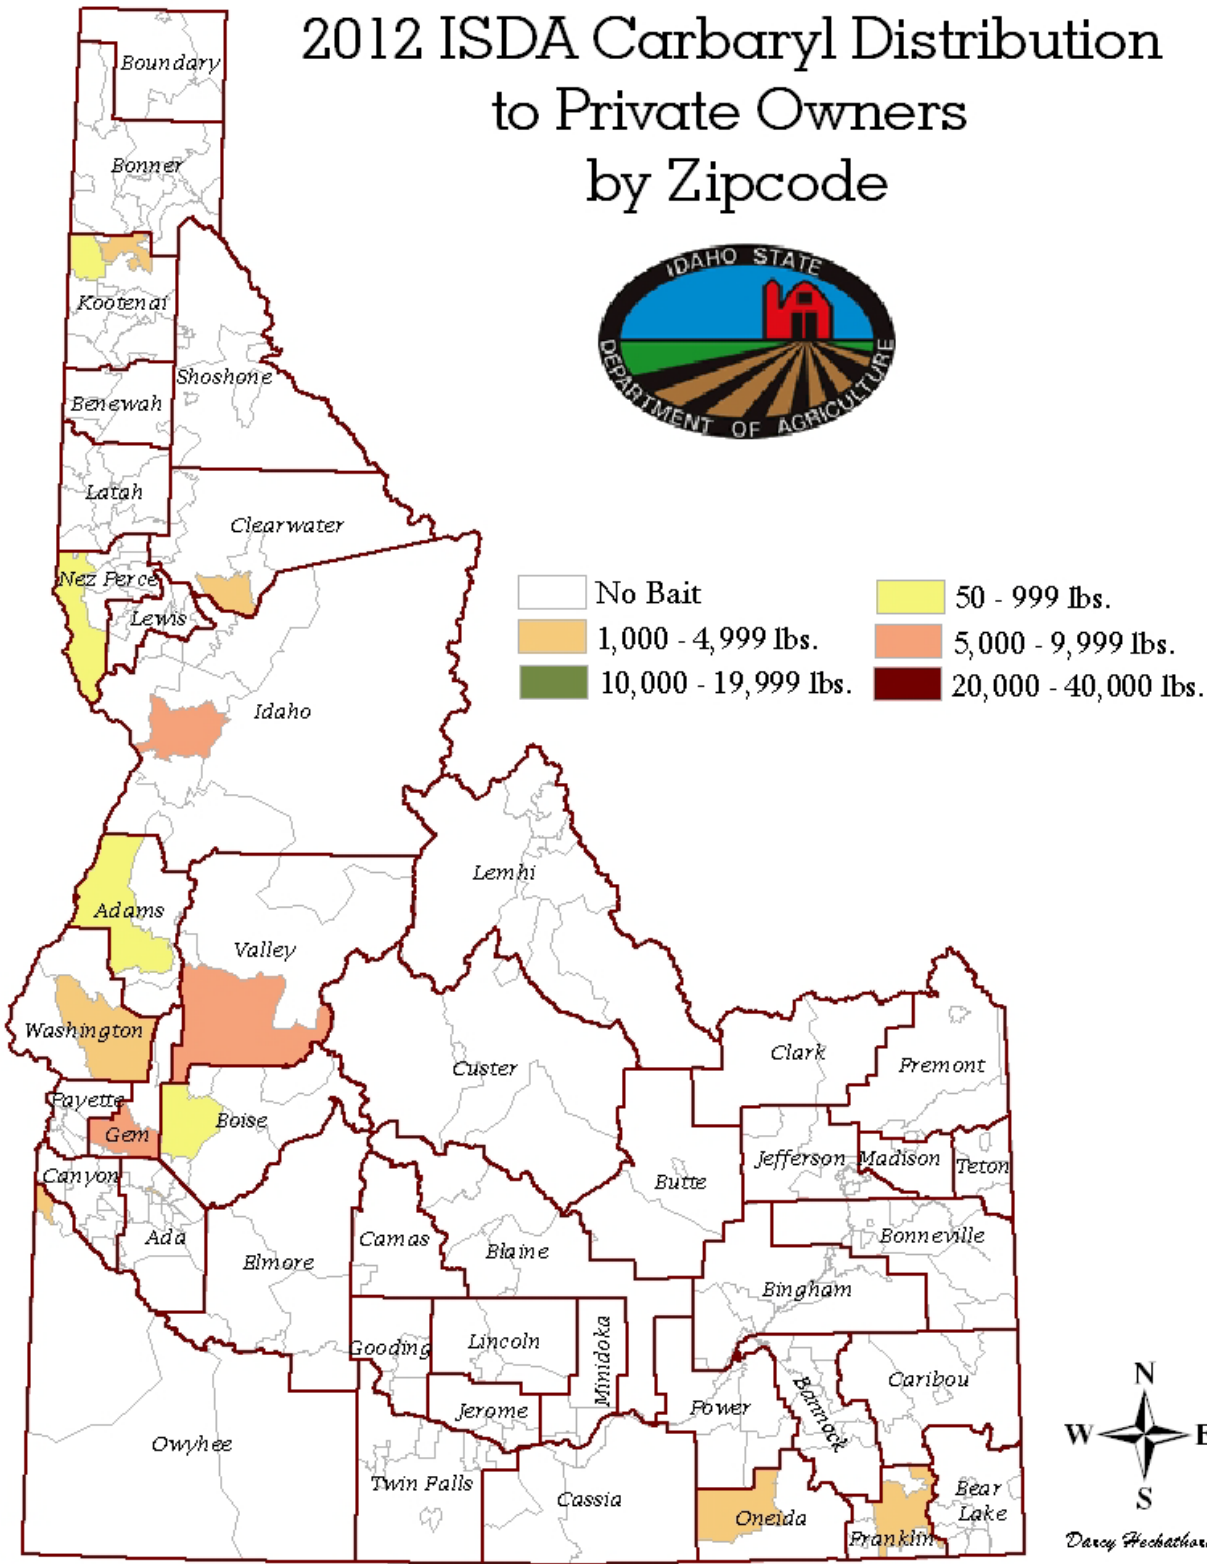 2012 ISDA Carbaryl Distribution
to Private Owners
by Zipcode
IDAHO STATE
DEPARTMENT OF AGRICULTURE
Boundary
Bonner
Kootenai
Shoshone
Benewah
Latah
Clearwater
Nez Perce
Lewis
No Bait
50 - 999 lbs.
1,000 - 4,999 lbs.
5,000 - 9,999 lbs.
10,000 - 19,999 lbs.
20,000 - 40,000 lbs.
Idaho
Lemhi
Adams
Valley
Washington
Custer
Clark
Fremont
Payette
Gem
Boise
Jefferson
Madison
Teton
Canyon
Butte
Ada
Camas
Blaine
Bonneville
Elmore
Bingham
Gooding
Lincoln
Minidoka
Caribou
Jerome
Power
Bannock
Owyhee
Twin Falls
Cassia
Oneida
Franklin
Bear
Lake
N
W
E
S
Darcy